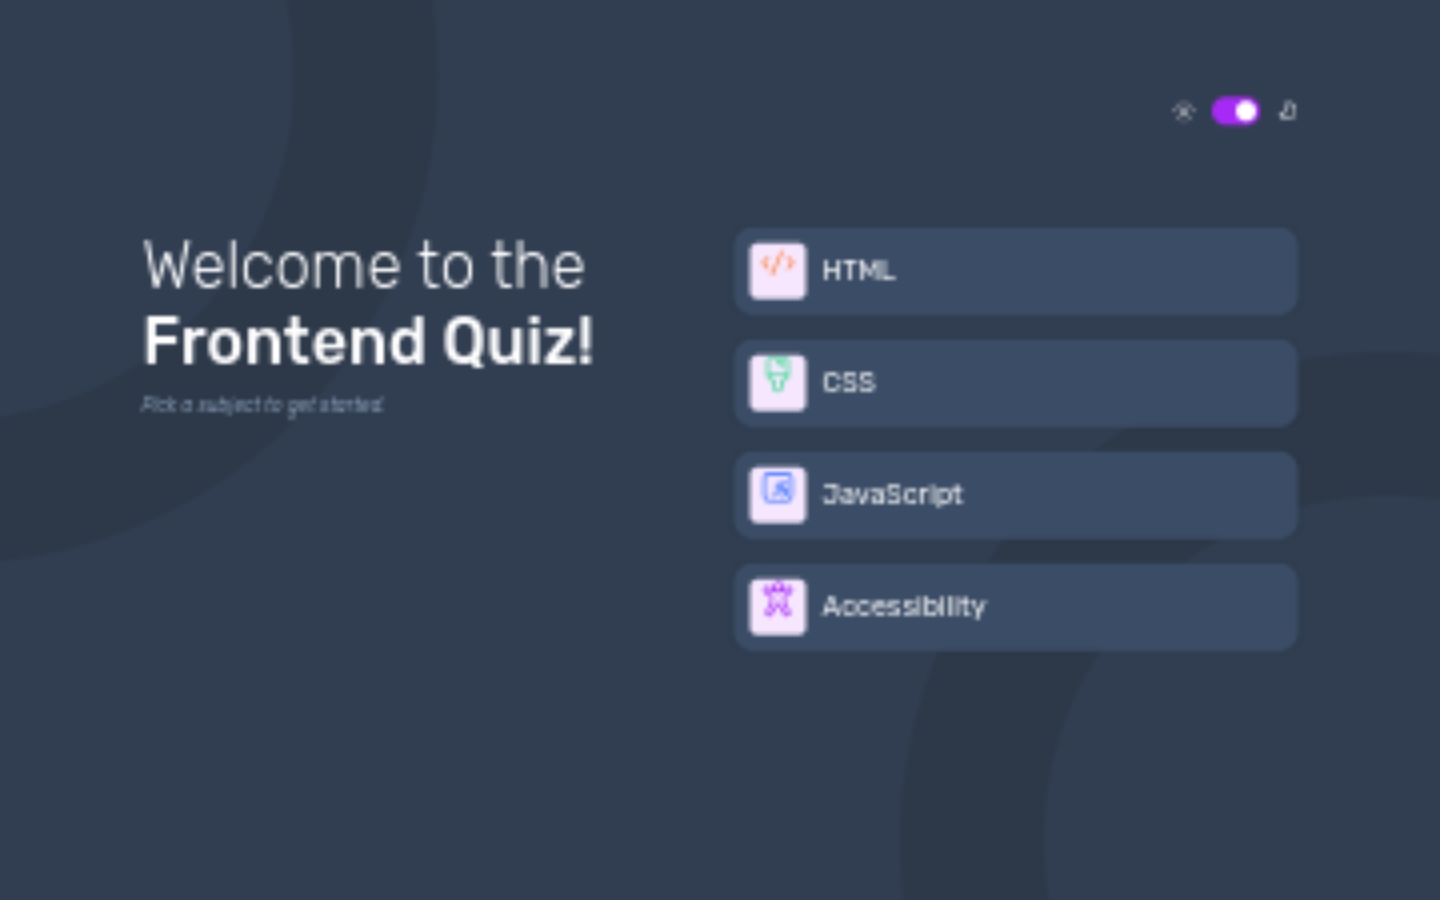 Welcome to the
Frontend Quiz!
Pick a subject to get started.
HTML
CSS
JavaScript
Accessibility